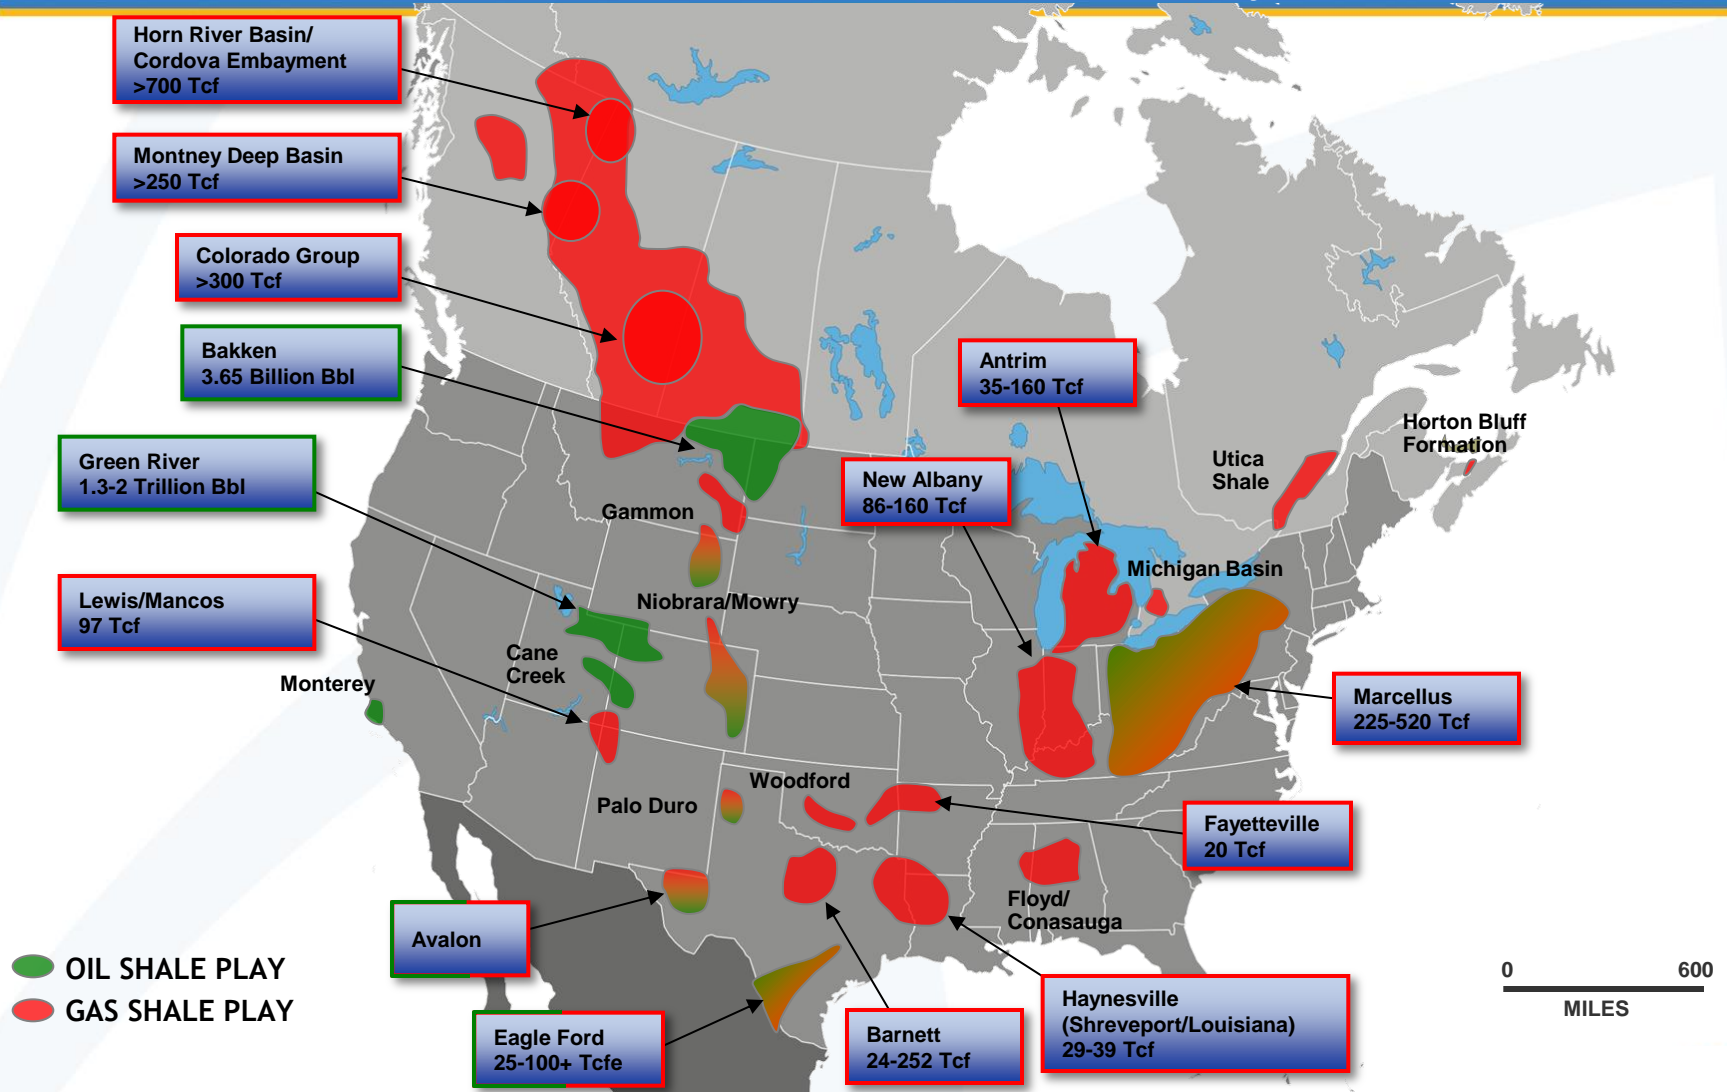 Horn River Basin/
Cordova Embayment
>700 Tcf
Montney Deep Basin
>250 Tcf
Colorado Group
>300 Tcf
Bakken
3.65 Billion Bbl
Green River
1.3-2 Trillion Bbl
Lewis/Mancos
97 Tcf
Monterey
Cane
Creek
Gammon
Niobrara/Mowry
Palo Duro
Woodford
Antrim
35-160 Tcf
New Albany
86-160 Tcf
Michigan Basin
Utica
Shale
Horton Bluff
Formation
Marcellus
225-520 Tcf
Fayetteville
20 Tcf
Floyd/
Conasauga
Haynesville
(Shreveport/Louisiana)
29-39 Tcf
Barnett
24-252 Tcf
Eagle Ford
25-100+ Tcfe
Avalon
OIL SHALE PLAY
GAS SHALE PLAY
0 600
MILES